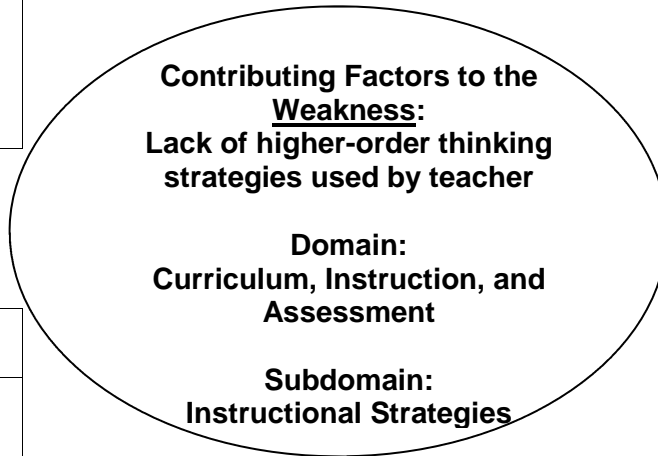 Contributing Factors to the
Weakness:
Lack of higher-order thinking
strategies used by teacher
Domain:
Curriculum, Instruction, and
Assessment
Subdomain:
Instructional Strategies